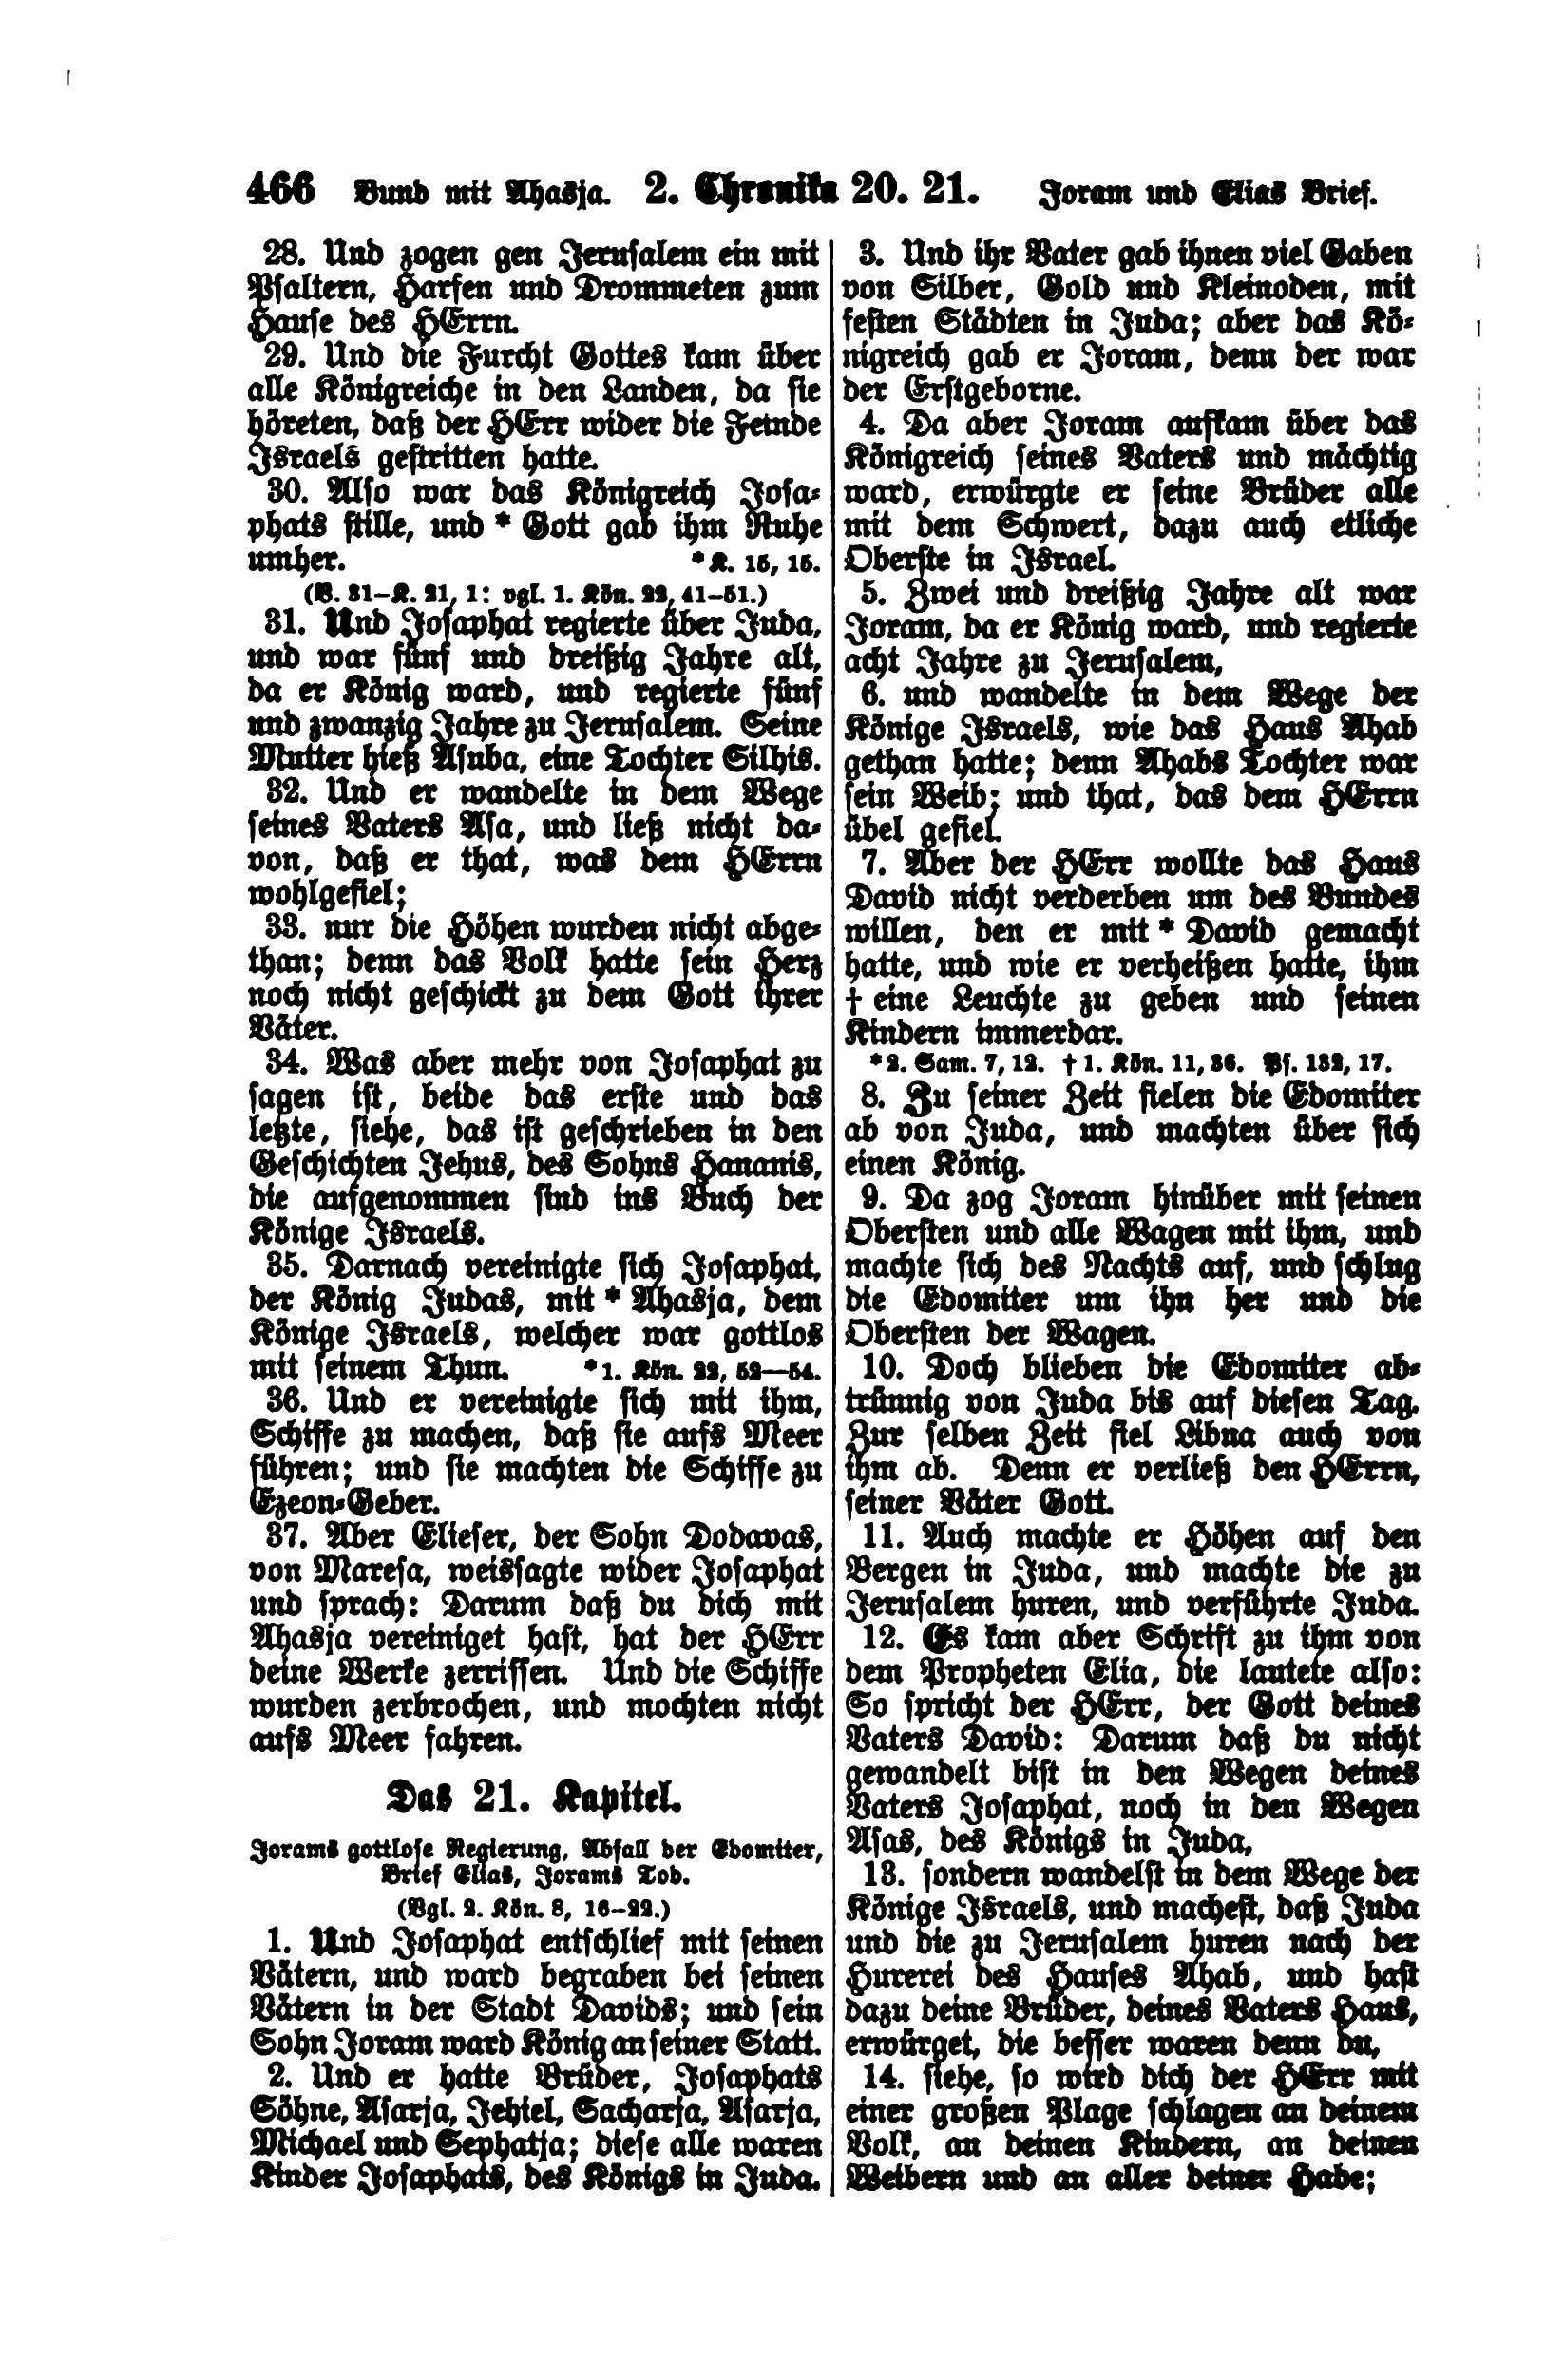 466 Bund mit Ahasja. 2. Chronika 20. 21. Joram und Elias Brief.
28. Und zogen gen Jerusalem ein mit
Psaltern, Harfen und Drommeten zum
Hause des HErrn.
29. Und die Furcht Gottes kam über
alle Königreiche in den Landen, da sie
höreten, daß der HErr wider die Feinde
Israels gestritten hatte.
30. Also war das Königreich Josa-
phats stille, und * Gott gab ihm Ruhe
umher. *K. 15, 15.
(V. 31–K. 21, 1: vgl. 1. Kön. 22, 41–51.)
31. Und Josaphat regierte über Juda,
und war fünf und dreißig Jahre alt,
da er König ward, und regierte fünf
und zwanzig Jahre zu Jerusalem. Seine
Mutter hieß Asuba, eine Tochter Silhis.
32. Und er wandelte in dem Wege
seines Vaters Asa, und ließ nicht da-
von, daß er that, was dem HErrn
wohlgefiel;
33. nur die Höhen wurden nicht abge-
than; denn das Volk hatte sein Herz
noch nicht geschickt zu dem Gott ihrer
Väter.
34. Was aber mehr von Josaphat zu
sagen ist, beide das erste und das
letzte, siehe, das ist geschrieben in den
Geschichten Jehus, des Sohns Hananis,
die aufgenommen sind ins Buch der
Könige Israels.
35. Darnach vereinigte sich Josaphat,
der König Judas, mit * Ahasja, dem
Könige Israels, welcher war gottlos
mit seinem Thun. *1. Kön. 22, 52—54.
36. Und er vereinigte sich mit ihm,
Schiffe zu machen, daß sie aufs Meer
führen; und sie machten die Schiffe zu
Ezeon-Geber.
37. Aber Elieser, der Sohn Dodavas,
von Maresa, weissagte wider Josaphat
und sprach: Darum daß du dich mit
Ahasja vereiniget hast, hat der HErr
deine Werke zerrissen. Und die Schiffe
wurden zerbrochen, und mochten nicht
aufs Meer fahren.
Das 21. Kapitel.
Jorams gottlose Regierung, Abfall der Edomiter,
Brief Elias, Jorams Tod.
(Vgl. 2. Kön. 8, 16–22.)
1. Und Josaphat entschlief mit seinen
Vätern, und ward begraben bei seinen
Vätern in der Stadt Davids; und sein
Sohn Joram ward König an seiner Statt.
2. Und er hatte Brüder, Josaphats
Söhne, Asarja, Jehiel, Sacharja, Asarja,
Michael und Sephatja; diese alle waren
Kinder Josaphats, des Königs in Juda.
3. Und ihr Vater gab ihnen viel Gaben
von Silber, Gold und Kleinoden, mit
festen Städten in Juda; aber das Kö-
nigreich gab er Joram, denn der war
der Erstgeborne.
4. Da aber Joram aufkam über das
Königreich seines Vaters und mächtig
ward, erwürgte er seine Brüder alle
mit dem Schwert, dazu auch etliche
Oberste in Israel.
5. Zwei und dreißig Jahre alt war
Joram, da er König ward, und regierte
acht Jahre zu Jerusalem,
6. und wandelte in dem Wege der
Könige Israels, wie das Haus Ahab
gethan hatte; denn Ahabs Tochter war
sein Weib; und that, das dem HErrn
übel gefiel.
7. Aber der HErr wollte das Haus
David nicht verderben um des Bundes
willen, den er mit * David gemacht
hatte, und wie er verheißen hatte, ihm
† eine Leuchte zu geben und seinen
Kindern immerdar.
*2. Sam. 7, 12. † 1. Kön. 11, 36. Ps. 132, 17.
8. Zu seiner Zeit fielen die Edomiter
ab von Juda, und machten über sich
einen König.
9. Da zog Joram hinüber mit seinen
Obersten und alle Wagen mit ihm, und
machte sich des Nachts auf, und schlug
die Edomiter um ihn her und die
Obersten der Wagen.
10. Doch blieben die Edomiter ab-
trünnig von Juda bis auf diesen Tag.
Zur selben Zeit fiel Libna auch von
ihm ab. Denn er verließ den HErrn,
seiner Väter Gott.
11. Auch machte er Höhen auf den
Bergen in Juda, und machte die zu
Jerusalem huren, und verführte Juda.
12. Es kam aber Schrift zu ihm von
dem Propheten Elia, die lautete also:
So spricht der HErr, der Gott deines
Vaters David: Darum daß du nicht
gewandelt bist in den Wegen deines
Vaters Josaphat, noch in den Wegen
Asas, des Königs in Juda,
13. sondern wandelst in dem Wege der
Könige Israels, und machest, daß Juda
und die zu Jerusalem huren nach der
Hurerei des Hauses Ahab, und hast
dazu deine Brüder, deines Vaters Haus,
erwürget, die besser waren denn du,
14. siehe, so wird dich der HErr mit
einer großen Plage schlagen an deinem
Volk, an deinen Kindern, an deinen
Weibern und an aller deiner Habe;